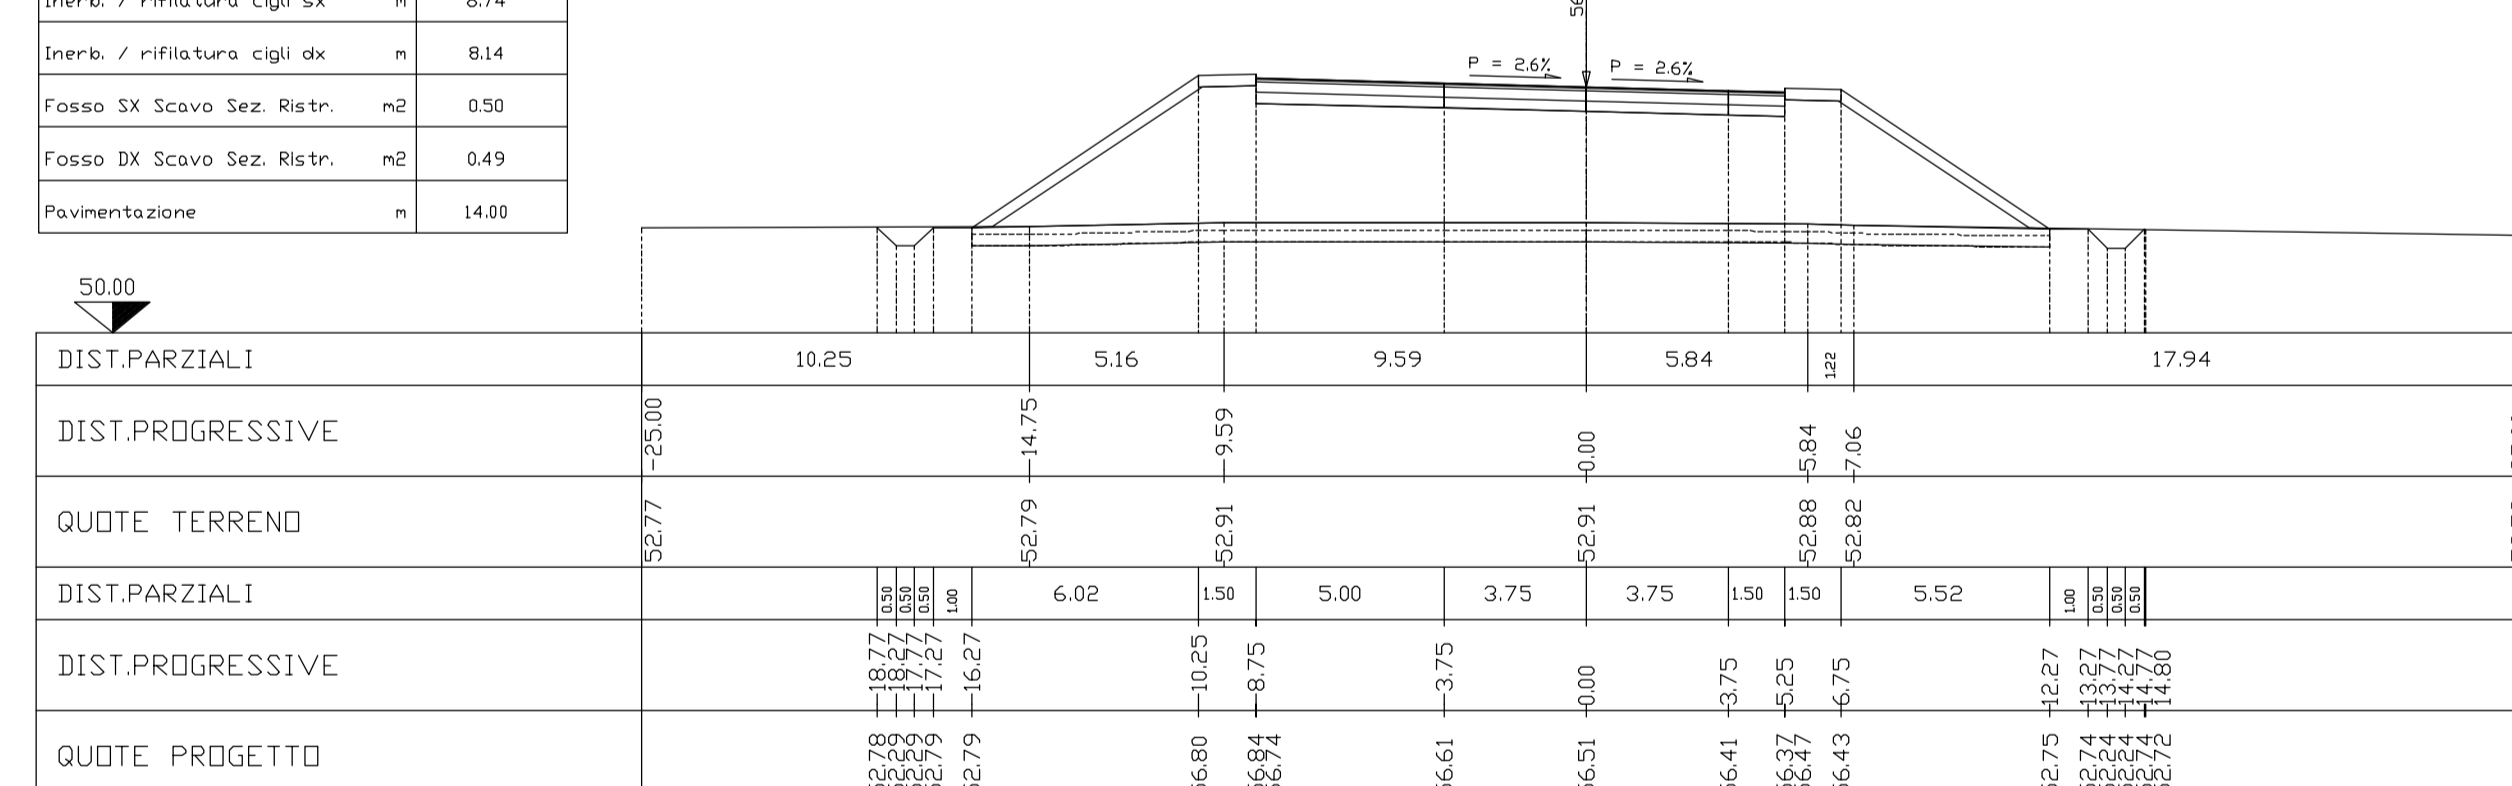 Inerb. / rifilatura cigli sx m 8.74
Inerb. / rifilatura cigli dx m 8.14
Fosso SX Scavo Sez. Ristr. m2 0.50
Fosso DX Scavo Sez. RIstr. m2 0.49
Pavimentazione m 14.00
P = 2.6% P = 2.6%
50.00
DIST.PARZIALI 10.25 5.16 9.59 5.84 1.22 17.94
DIST.PROGRESSIVE -25.00 -14.75 -9.59 0.00 5.84 7.06
QUOTE TERRENO 52.77 52.79 52.91 52.91 52.88 52.82
DIST.PARZIALI 0.50 0.50 0.50 1.00 6.02 1.50 5.00 3.75 3.75 1.50 1.50 5.52 1.00 0.50 0.50 0.50
DIST.PROGRESSIVE -18.77 -18.27 -17.77 -17.27 -16.27 -10.25 -8.75 -3.75 0.00 3.75 5.25 6.75 12.27 13.27 13.77 14.27 14.77 14.80
QUOTE PROGETTO